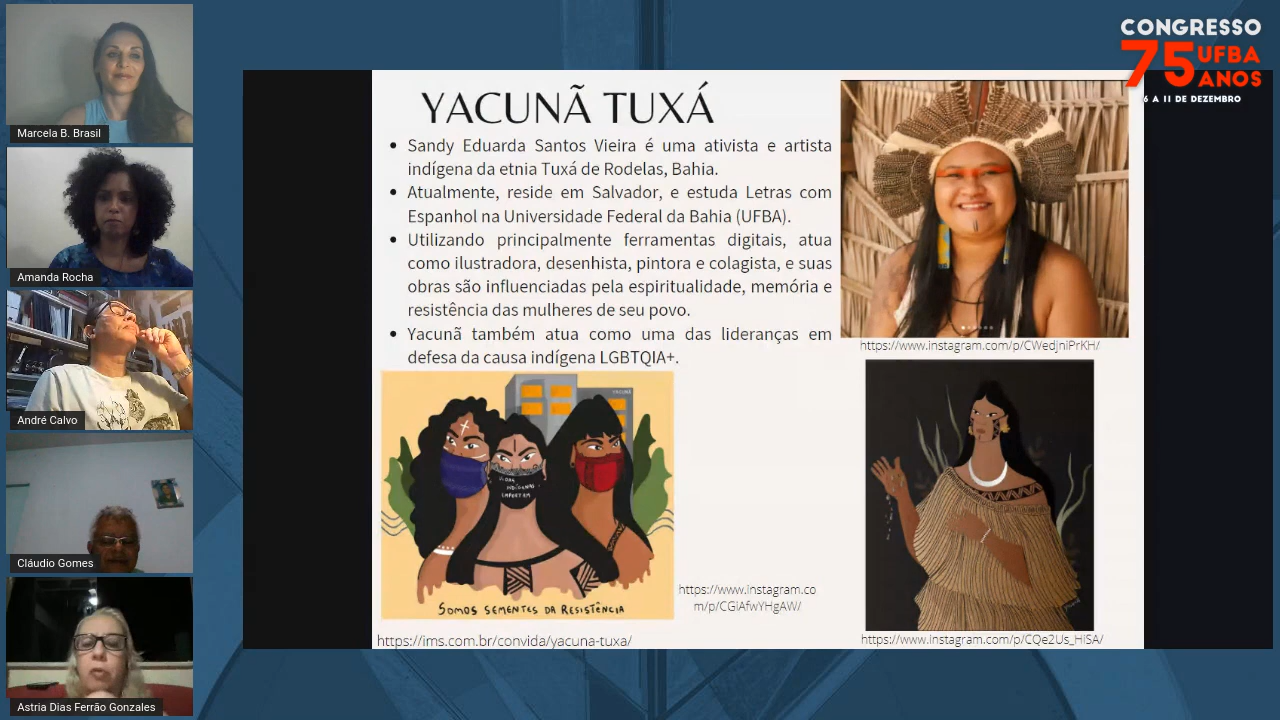 CONGRESSO
75 UFBA
ANOS
6 A 11 DE DEZEMBRO
Marcela B. Brasil
Amanda Rocha
André Calvo
Cláudio Gomes
Astria Dias Ferrão Gonzales
YACUNÃ TUXÁ
• Sandy Eduarda Santos Vieira é uma ativista e artista
indígena da etnia Tuxá de Rodelas, Bahia.
• Atualmente, reside em Salvador, e estuda Letras com
Espanhol na Universidade Federal da Bahia (UFBA).
• Utilizando principalmente ferramentas digitais, atua
como ilustradora, desenhista, pintora e colagista, e suas
obras são influenciadas pela espiritualidade, memória e
resistência das mulheres de seu povo.
• Yacunã também atua como uma das lideranças em
defesa da causa indígena LGBTQIA+.
https://www.instagram.com/p/CWedjniPrKH/
VIDAS
INDÍGENAS
IMPORTAM
SOMOS SEMENTES DA RESISTÊNCIA
https://www.instagram.co
m/p/CGiAfwYHgAW/
https://ims.com.br/convida/yacuna-tuxa/
https://www.instagram.com/p/CQe2Us_HiSA/